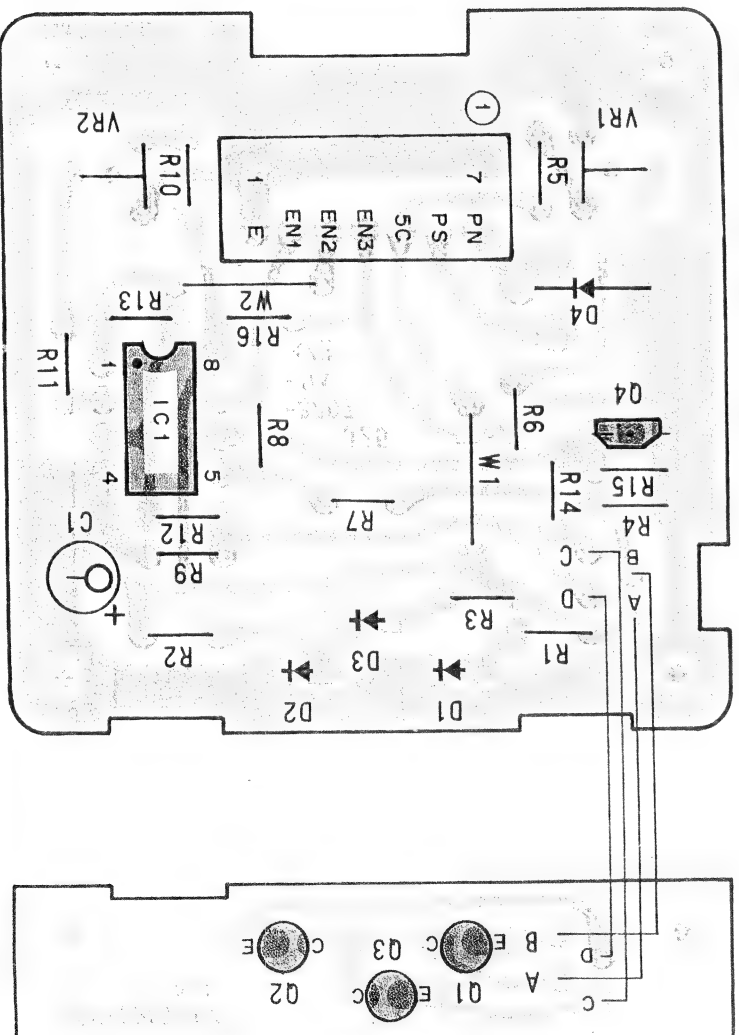 1
VR2
VR1
R10
R5
1
7
E
EN1
EN2
EN3
5C
PS
PN
W2
R13
R16
D4
R11
1
8
IC1
4
5
R8
R6
Q4
W1
R14
R15
R4
R7
C1
R12
R9
C
B
D
A
+
R2
R3
R1
D3
D2
D1
E
C
Q2
Q3
C
E
Q1
C
E
B
D
A
C